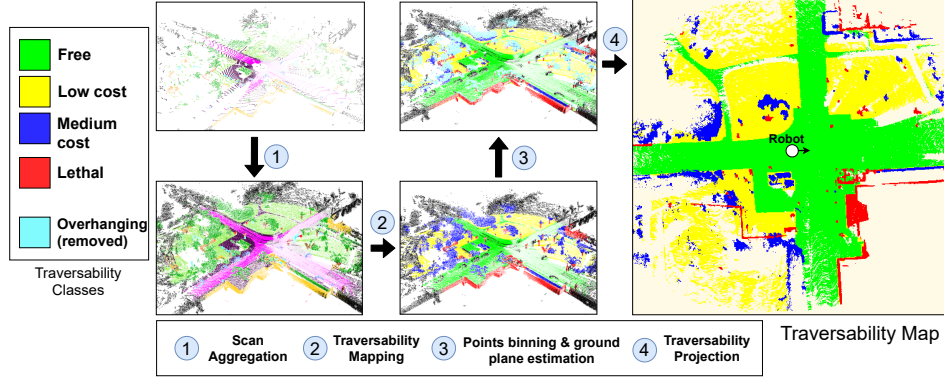 Free
Low cost
Medium
cost
Lethal
Overhanging
(removed)
Traversability
Classes
1
2
3
4
Robot
Traversability Map
1 Scan
Aggregation
2 Traversability
Mapping
3 Points binning & ground
plane estimation
4 Traversability
Projection